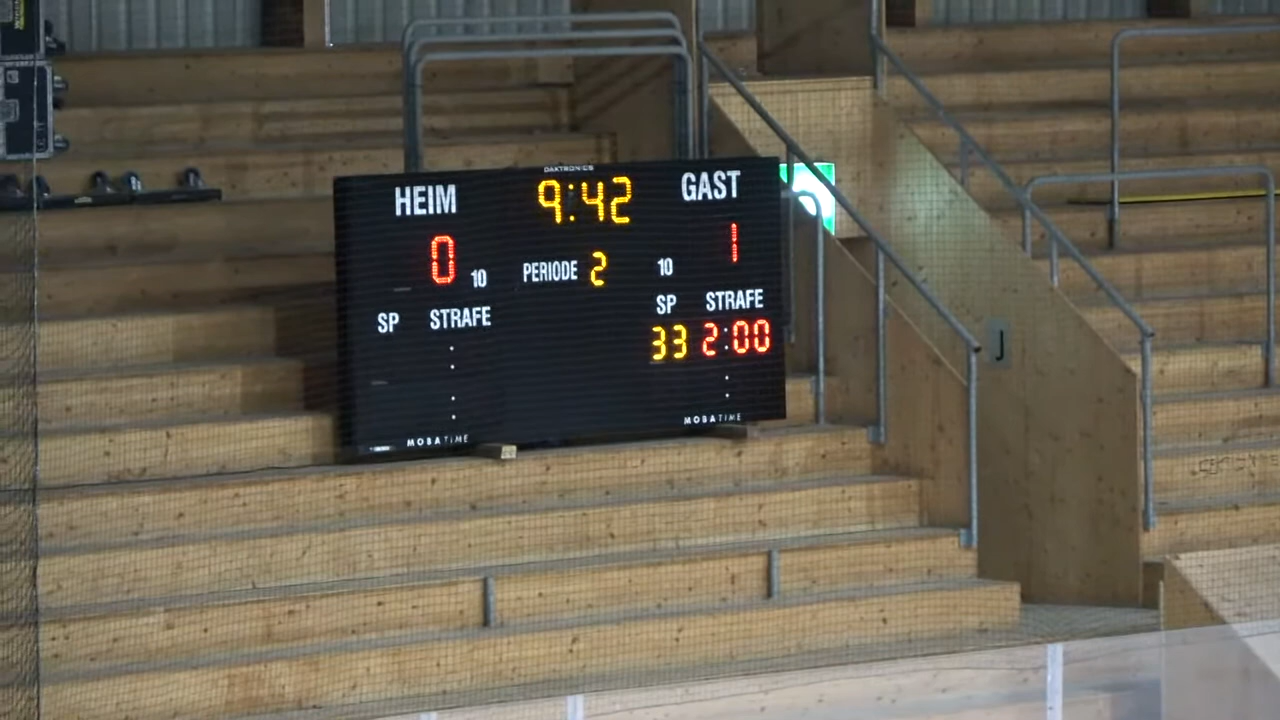 DAKTRONICS
HEIM 9:42 GAST
0 10 PERIODE 2 10 1
SP STRAFE SP STRAFE
33 2:00
MOBATIME MOBATIME
J